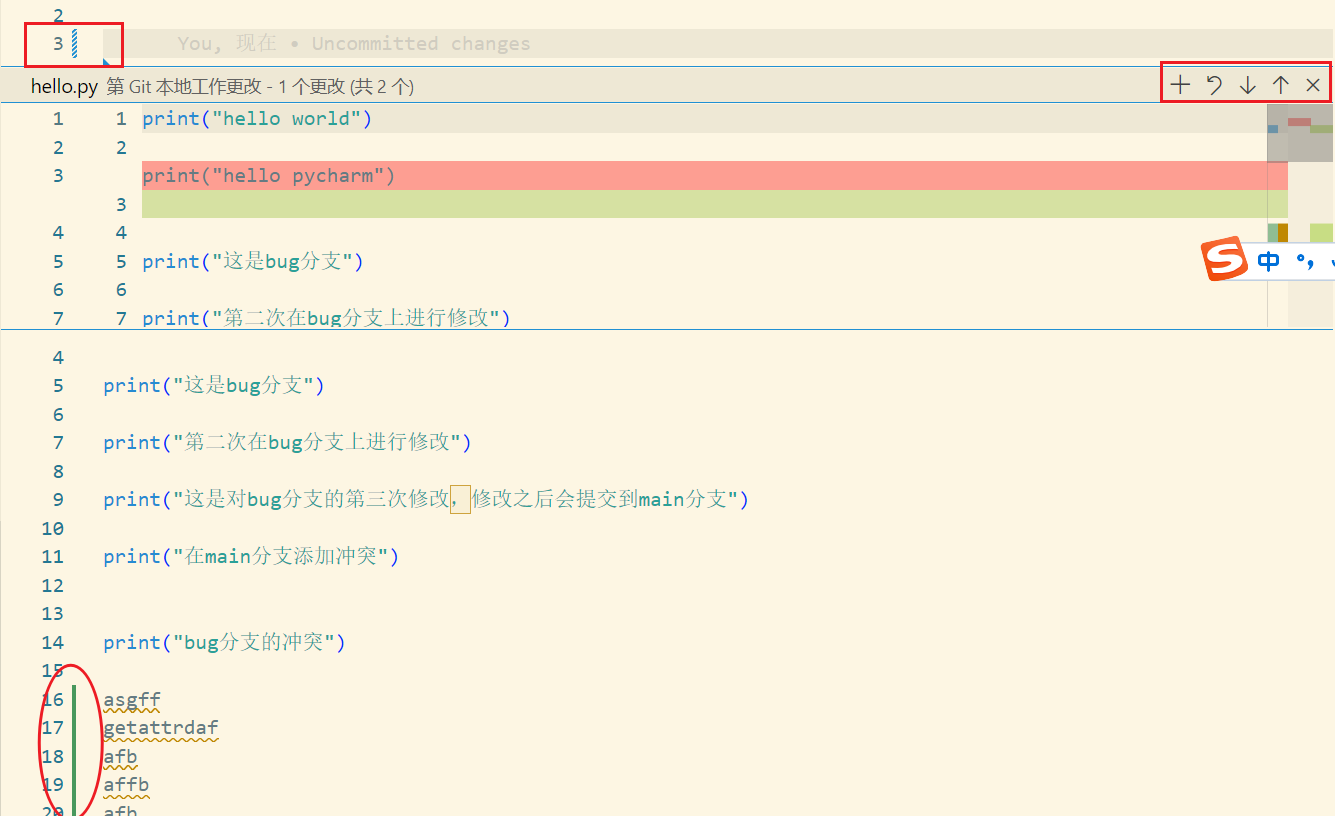 2
3 You, 现在 • Uncommitted changes
hello.py 第 Git 本地工作更改 - 1 个更改 (共 2 个)
1 1 print("hello world")
2 2
3 print("hello pycharm")
3
4 4
5 5 print("这是bug分支")
6 6
7 7 print("第二次在bug分支上进行修改")
中 °,
4
5 print("这是bug分支")
6
7 print("第二次在bug分支上进行修改")
8
9 print("这是对bug分支的第三次修改，修改之后会提交到main分支")
10
11 print("在main分支添加冲突")
12
13
14 print("bug分支的冲突")
15
16 asgff
17 getattrdaf
18 afb
19 affb
20 afb